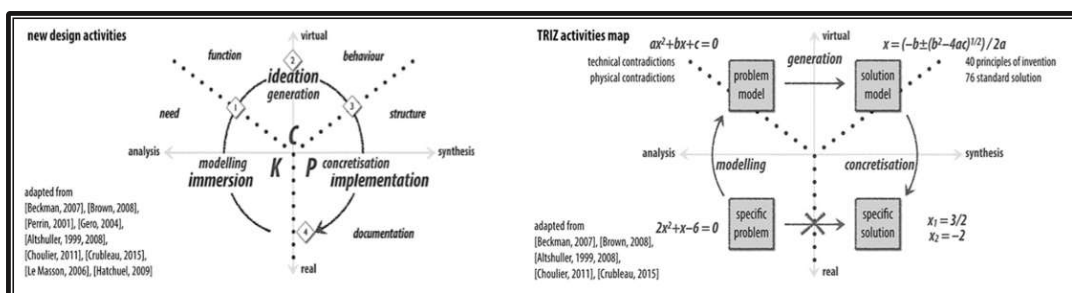 new design activities
virtual
function
behaviour
2
ideation
generation
1
3
need
structure
C
analysis
synthesis
modelling
K
P
concretisation
immersion
implementation
adapted from
[Beckman, 2007], [Brown, 2008],
[Perrin, 2001], [Gero, 2004],
[Altshuller, 1999, 2008],
[Choulier, 2011], [Crubleau, 2015],
[Le Masson, 2006], [Hatchuel, 2009]
4
documentation
real
TRIZ activities map
virtual
ax²+bx+c=0
x=(–b±(b²–4ac)¹/²)/2a
technical contradictions
physical contradictions
generation
40 principles of invention
76 standard solution
problem
model
solution
model
analysis
synthesis
modelling
concretisation
adapted from
[Beckman, 2007], [Brown, 2008],
[Altshuller, 1999, 2008],
[Choulier, 2011], [Crubleau, 2015]
2x²+x–6=0
specific
problem
specific
solution
x₁=3/2
x₂=–2
real